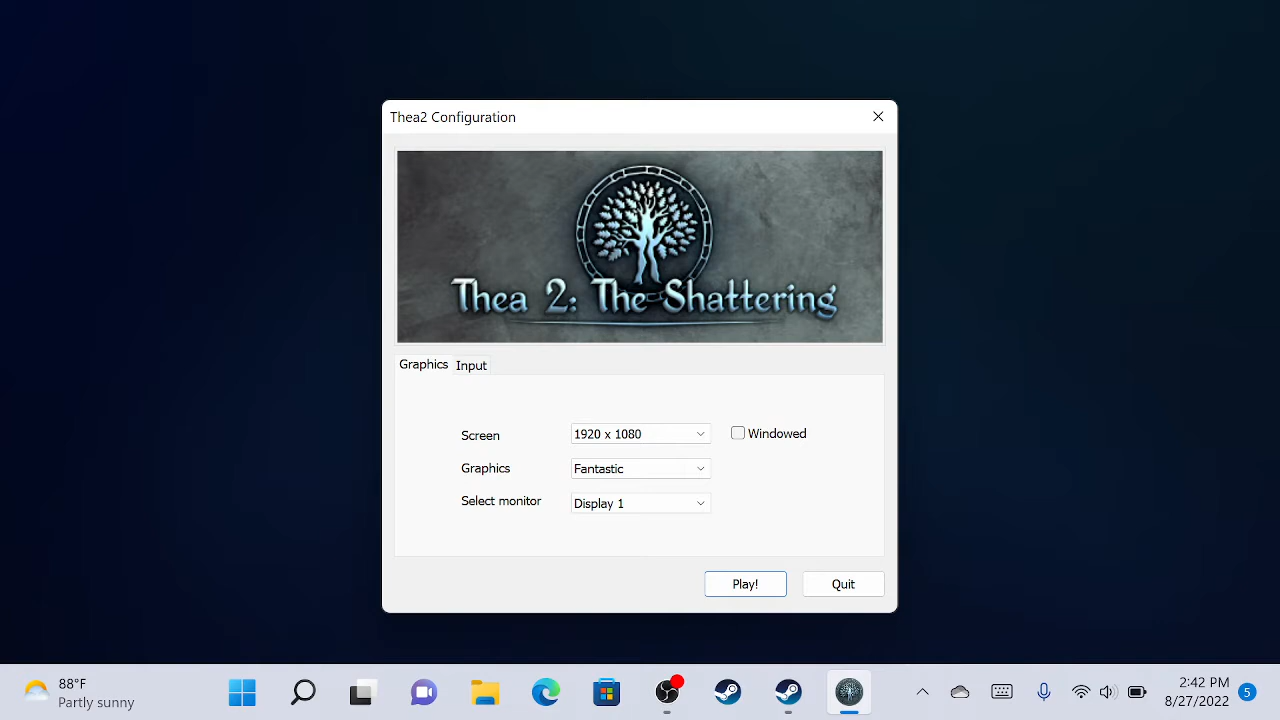 Thea2 Configuration
Thea 2: The Shattering
Graphics Input
Screen 1920 x 1080 Windowed
Graphics Fantastic
Select monitor Display 1
Play! Quit
88°F
Partly sunny
2:42 PM
8/27/2022
5